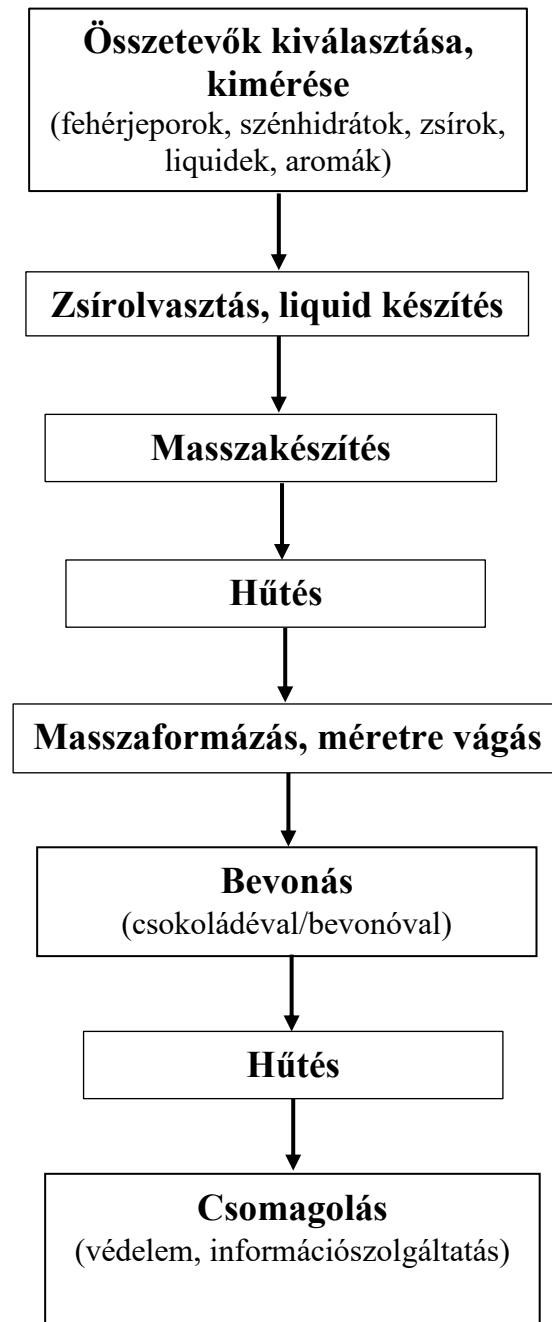 Összetevők kiválasztása,
kimérése
(fehérjeporok, szénhidrátok, zsírok,
liquidek, aromák)
Zsírolvasztás, liquid készítés
Masszakészítés
Hűtés
Masszaformázás, méretre vágás
Bevonás
(csokoládéval/bevonóval)
Hűtés
Csomagolás
(védelem, információszolgáltatás)